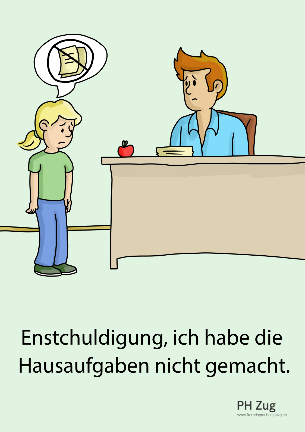 Enstchuldigung, ich habe die
Hausaufgaben nicht gemacht.
PH Zug